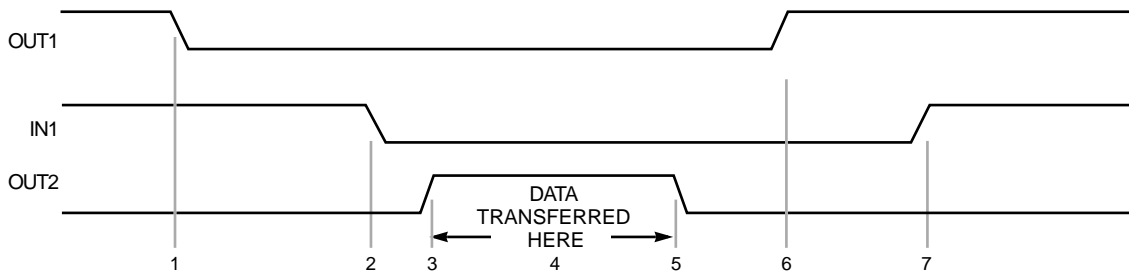 OUT1
IN1
OUT2
DATA
TRANSFERRED
HERE
1 2 3 4 5 6 7